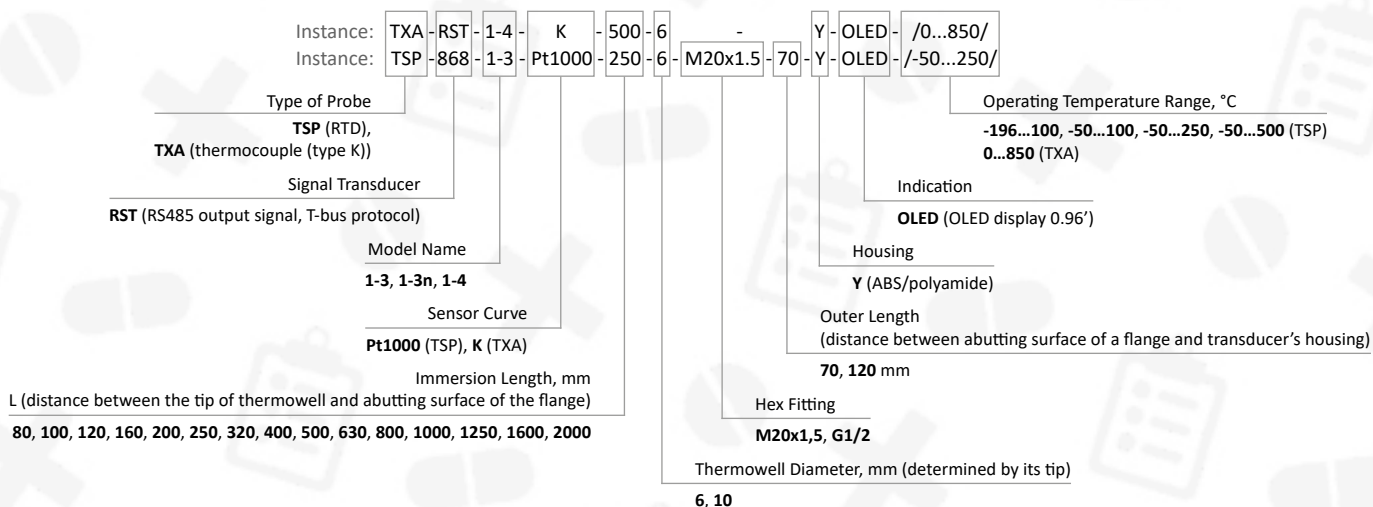 Instance: TXA-RST-1-4- K -500-6 - Y-OLED- /0...850/
Instance: TSP-868-1-3-Pt1000-250-6-M20x1.5-70-Y-OLED-/-50...250/
Type of Probe
TSP (RTD),
TXA (thermocouple (type K))
Signal Transducer
RST (RS485 output signal, T-bus protocol)
Model Name
1-3, 1-3n, 1-4
Sensor Curve
Pt1000 (TSP), K (TXA)
Immersion Length, mm
L (distance between the tip of thermowell and abutting surface of the flange)
80, 100, 120, 160, 200, 250, 320, 400, 500, 630, 800, 1000, 1250, 1600, 2000
Operating Temperature Range, °C
-196...100, -50...100, -50...250, -50...500 (TSP)
0...850 (TXA)
Indication
OLED (OLED display 0.96')
Housing
Y (ABS/polyamide)
Outer Length
(distance between abutting surface of a flange and transducer's housing)
70, 120 mm
Hex Fitting
M20x1,5, G1/2
Thermowell Diameter, mm (determined by its tip)
6, 10